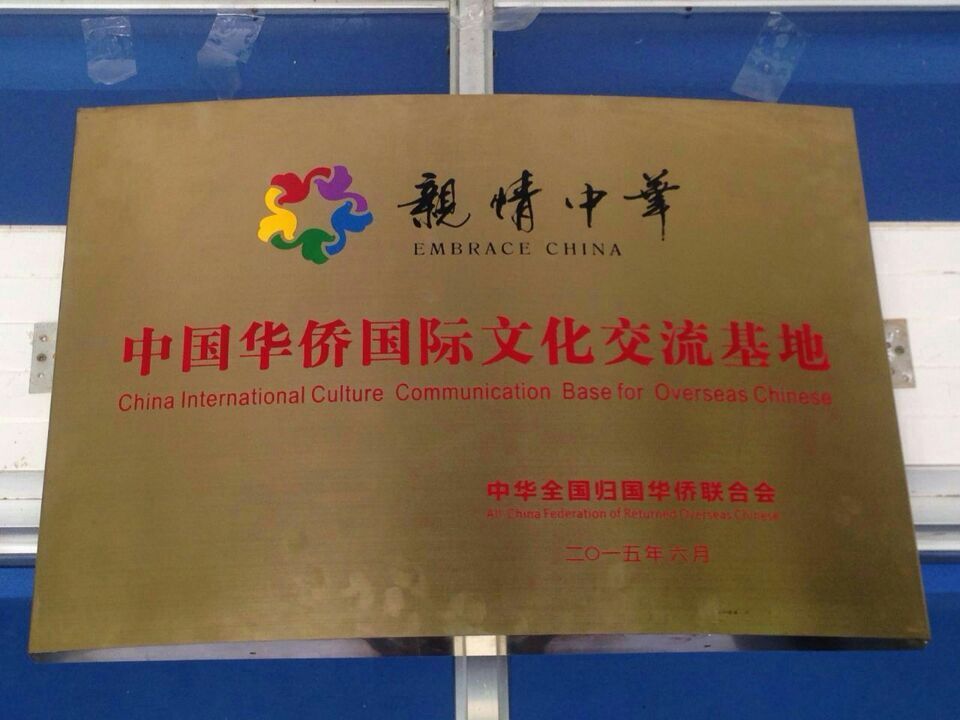 親情中華
EMBRACE CHINA
中国华侨国际文化交流基地
China International Culture Communication Base for Overseas Chinese
中华全国归国华侨联合会
All-China Federation of Returned Overseas Chinese
二〇一五年六月